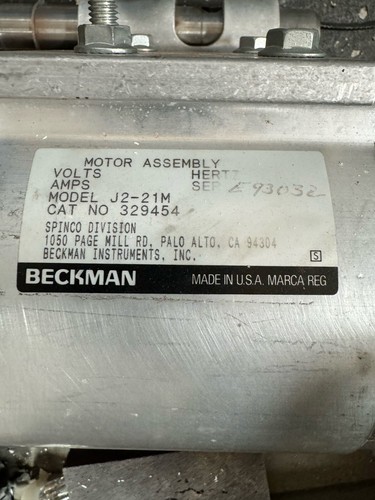 MOTOR ASSEMBLY
VOLTS HERTZ
AMPS SER E93032
MODEL J2-21M
CAT NO 329454
SPINCO DIVISION
1050 PAGE MILL RD. PALO ALTO, CA 94304
BECKMAN INSTRUMENTS, INC. S
BECKMAN MADE IN U.S.A. MARCA REG